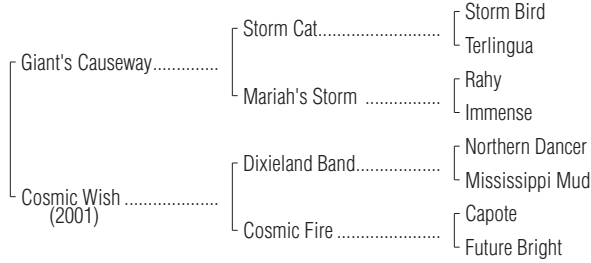 Storm Bird
Storm Cat..........................
Terlingua
Giant's Causeway..............
Rahy
Mariah's Storm ................
Immense
Northern Dancer
Dixieland Band..................
Mississippi Mud
Cosmic Wish ....................
(2001)
Capote
Cosmic Fire ......................
Future Bright